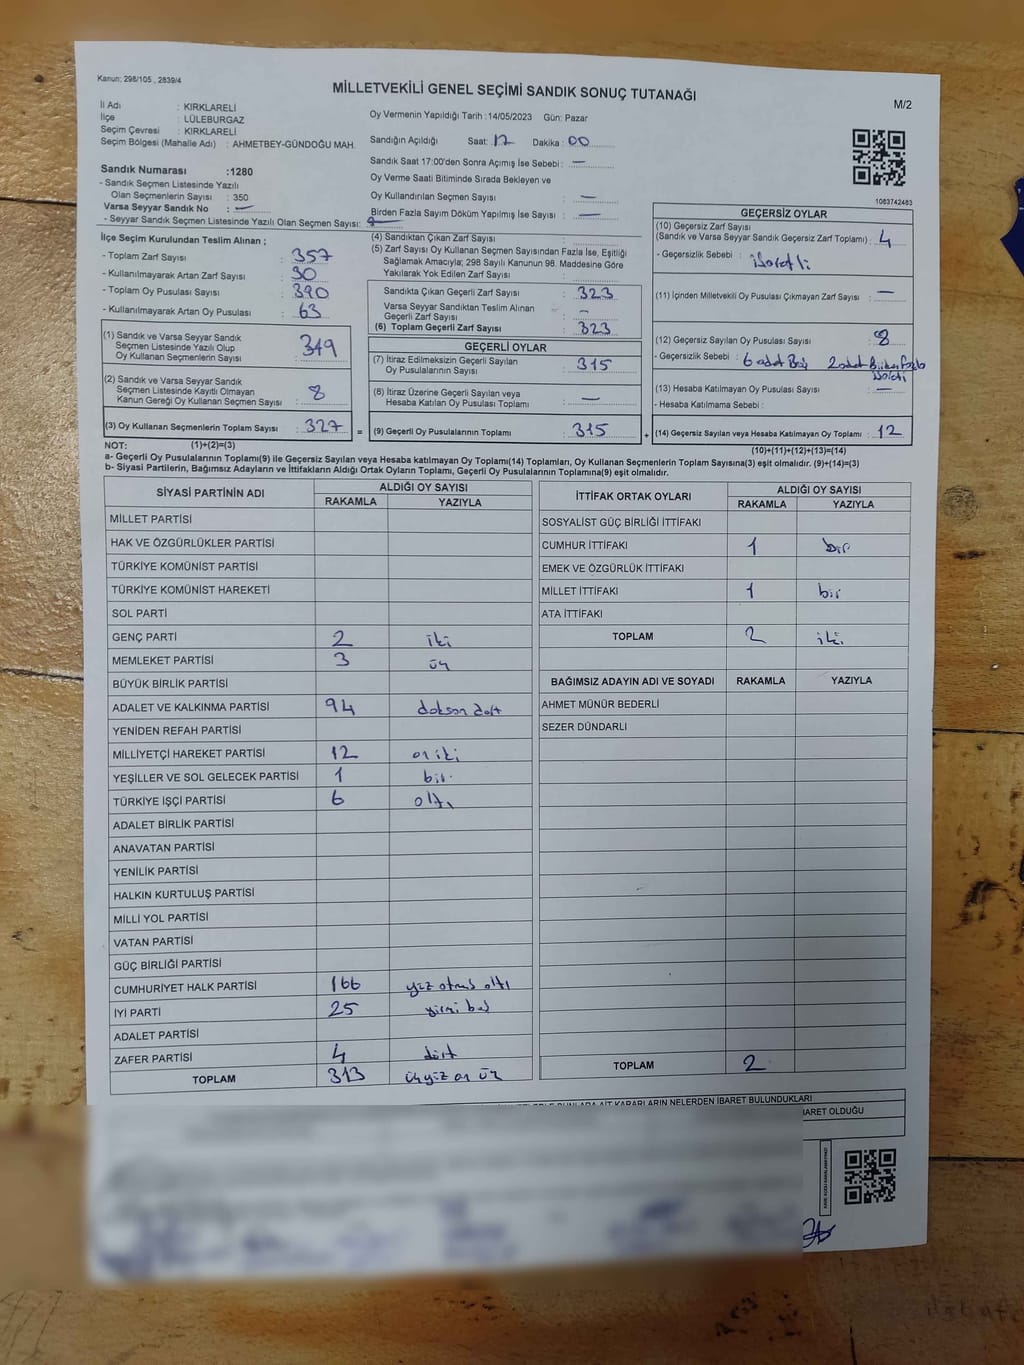 Kanun: 298/105 , 2839/4
MİLLETVEKİLİ GENEL SEÇİMİ SANDIK SONUÇ TUTANAĞI
M/2
İl Adı : KIRKLARELİ
İlçe : LÜLEBURGAZ
Seçim Çevresi : KIRKLARELİ
Seçim Bölgesi (Mahalle Adı) : AHMETBEY-GÜNDOĞU MAH.
Sandık Numarası :1280
- Sandık Seçmen Listesinde Yazılı
Olan Seçmenlerin Sayısı : 350
Varsa Seyyar Sandık No : —
- Seyyar Sandık Seçmen Listesinde Yazılı Olan Seçmen Sayısı:
Oy Vermenin Yapıldığı Tarih :14/05/2023 Gün: Pazar
Sandığın Açıldığı Saat: 17 Dakika : 00
Sandık Saat 17:00'den Sonra Açımış İse Sebebi : —
Oy Verme Saati Bitiminde Sırada Bekleyen ve
Oy Kullandırılan Seçmen Sayısı : —
Birden Fazla Sayım Döküm Yapılmış İse Sayısı : —
1083742483
İlçe Seçim Kurulundan Teslim Alınan ;
- Toplam Zarf Sayısı : 357
- Kullanılmayarak Artan Zarf Sayısı : 30
- Toplam Oy Pusulası Sayısı : 390
- Kullanılmayarak Artan Oy Pusulası : 63
(1) Sandık ve Varsa Seyyar Sandık
Seçmen Listesinde Yazılı Olup
Oy Kullanan Seçmenlerin Sayısı : 319
(2) Sandık ve Varsa Seyyar Sandık
Seçmen Listesinde Kayıtlı Olmayan
Kanun Gereği Oy Kullanan Seçmen Sayısı : 8
(3) Oy Kullanan Seçmenlerin Toplam Sayısı : 327
(4) Sandıktan Çıkan Zarf Sayısı :
(5) Zarf Sayısı Oy Kullanan Seçmen Sayısından Fazla İse, Eşitliği
Sağlamak Amacıyla; 298 Sayılı Kanunun 98. Maddesine Göre
Yakılarak Yok Edilen Zarf Sayısı :
Sandıkta Çıkan Geçerli Zarf Sayısı : 323
Varsa Seyyar Sandıktan Teslim Alınan
Geçerli Zarf Sayısı : —
(6) Toplam Geçerli Zarf Sayısı : 323
GEÇERLİ OYLAR
(7) İtiraz Edilmeksizin Geçerli Sayılan
Oy Pusulalarının Sayısı : 315
(8) İtiraz Üzerine Geçerli Sayılan veya
Hesaba Katılan Oy Pusulası Toplamı : —
= (9) Geçerli Oy Pusulalarının Toplamı : 315
GEÇERSİZ OYLAR
(10) Geçersiz Zarf Sayısı
(Sandık ve Varsa Seyyar Sandık Geçersiz Zarf Toplamı) : 4
- Geçersizlik Sebebi : İşaretli
(11) İçinden Milletvekili Oy Pusulası Çıkmayan Zarf Sayısı : —
(12) Geçersiz Sayılan Oy Pusulası Sayısı : 8
- Geçersizlik Sebebi : 6 adet Boş 2 adet Birden fazla
(13) Hesaba Katılmayan Oy Pusulası Sayısı : —
- Hesaba Katılmama Sebebi :
+ (14) Geçersiz Sayılan veya Hesaba Katılmayan Oy Toplamı : 12
NOT: (1)+(2)=(3)
(10)+(11)+(12)+(13)=(14)
a- Geçerli Oy Pusulalarının Toplamı(9) ile Geçersiz Sayılan veya Hesaba katılmayan Oy Toplamı(14) Toplamları, Oy Kullanan Seçmenlerin Toplam Sayısına(3) eşit olmalıdır. (9)+(14)=(3)
b- Siyasi Partilerin, Bağımsız Adayların ve İttifakların Aldığı Ortak Oyların Toplamı, Geçerli Oy Pusulalarının Toplamına(9) eşit olmalıdır.
SİYASİ PARTİNİN ADI ALDIĞI OY SAYISI
RAKAMLA YAZIYLA
MİLLET PARTİSİ
HAK VE ÖZGÜRLÜKLER PARTİSİ
TÜRKİYE KOMÜNİST PARTİSİ
TÜRKİYE KOMÜNİST HAREKETİ
SOL PARTİ
GENÇ PARTİ 2 iki
MEMLEKET PARTİSİ 3 üç
BÜYÜK BİRLİK PARTİSİ
ADALET VE KALKINMA PARTİSİ 94 doksan dört
YENİDEN REFAH PARTİSİ
MİLLİYETÇİ HAREKET PARTİSİ 12 on iki
YEŞİLLER VE SOL GELECEK PARTİSİ 1 bir
TÜRKİYE İŞÇİ PARTİSİ 6 altı
ADALET BİRLİK PARTİSİ
ANAVATAN PARTİSİ
YENİLİK PARTİSİ
HALKIN KURTULUŞ PARTİSİ
MİLLİ YOL PARTİSİ
VATAN PARTİSİ
GÜÇ BİRLİĞİ PARTİSİ
CUMHURİYET HALK PARTİSİ 166 yüz atmış altı
İYİ PARTİ 25 yirmi beş
ADALET PARTİSİ
ZAFER PARTİSİ 4 dört
TOPLAM 313 üçyüz on üç
İTTİFAK ORTAK OYLARI ALDIĞI OY SAYISI
RAKAMLA YAZIYLA
SOSYALİST GÜÇ BİRLİĞİ İTTİFAKI
CUMHUR İTTİFAKI 1 bir
EMEK VE ÖZGÜRLÜK İTTİFAKI
MİLLET İTTİFAKI 1 bir
ATA İTTİFAKI
TOPLAM 2 iki
BAĞIMSIZ ADAYIN ADI VE SOYADI RAKAMLA YAZIYLA
AHMET MÜNÜR BEDERLİ
SEZER DÜNDARLI
TOPLAM 2
KARARLARIN NELERDEN İBARET BULUNDUKLARI
İBARET OLDUĞU